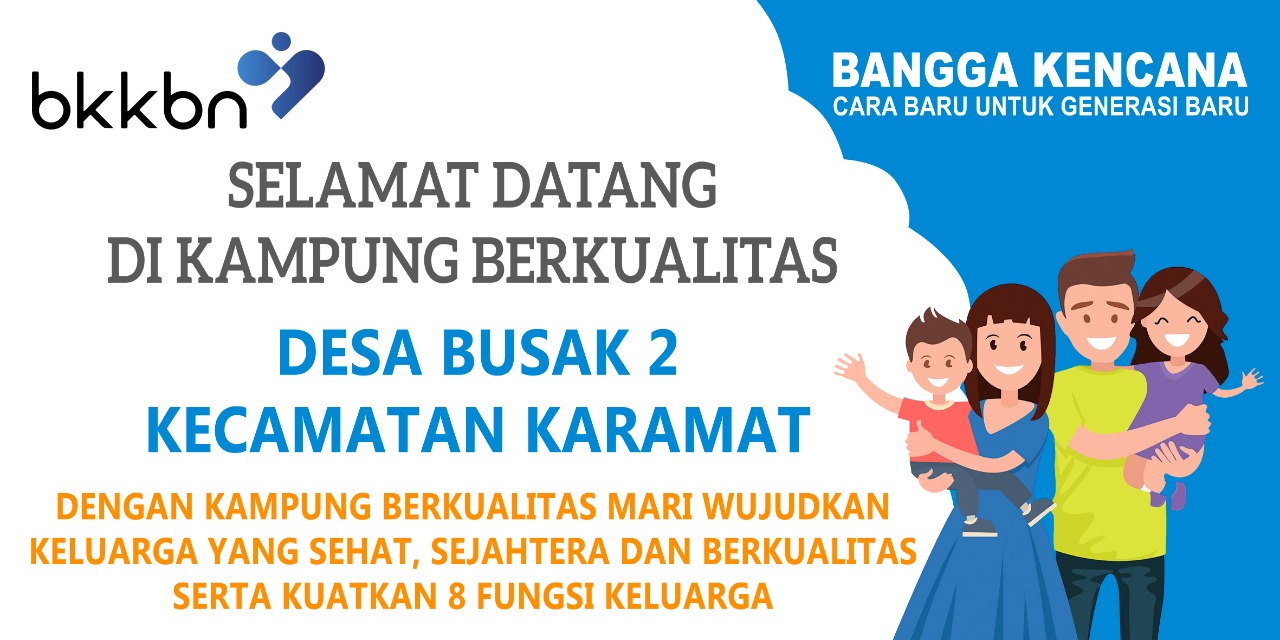 bkkbn
BANGGA KENCANA
CARA BARU UNTUK GENERASI BARU
SELAMAT DATANG
DI KAMPUNG BERKUALITAS
DESA BUSAK 2
KECAMATAN KARAMAT
DENGAN KAMPUNG BERKUALITAS MARI WUJUDKAN
KELUARGA YANG SEHAT, SEJAHTERA DAN BERKUALITAS
SERTA KUATKAN 8 FUNGSI KELUARGA